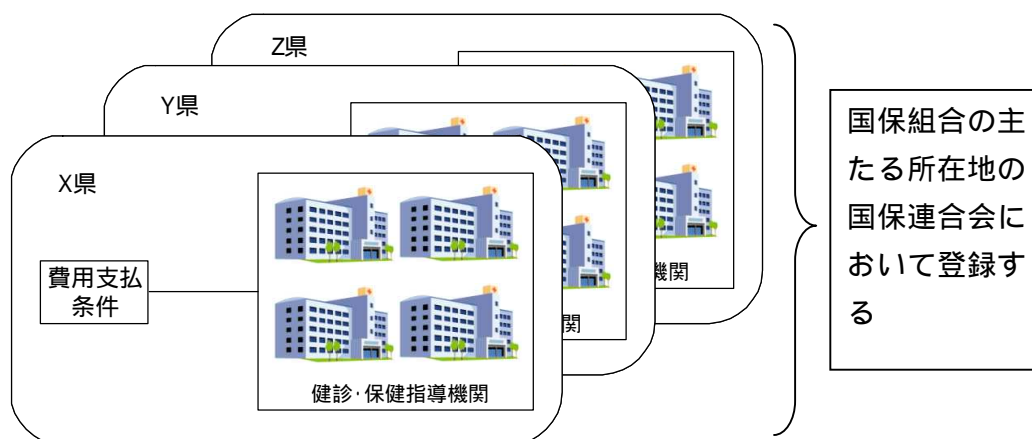 Z県
Y県
X県
費用支払
条件
機関
関
健診・保健指導機関
国保組合の主
たる所在地の
国保連合会に
おいて登録す
る